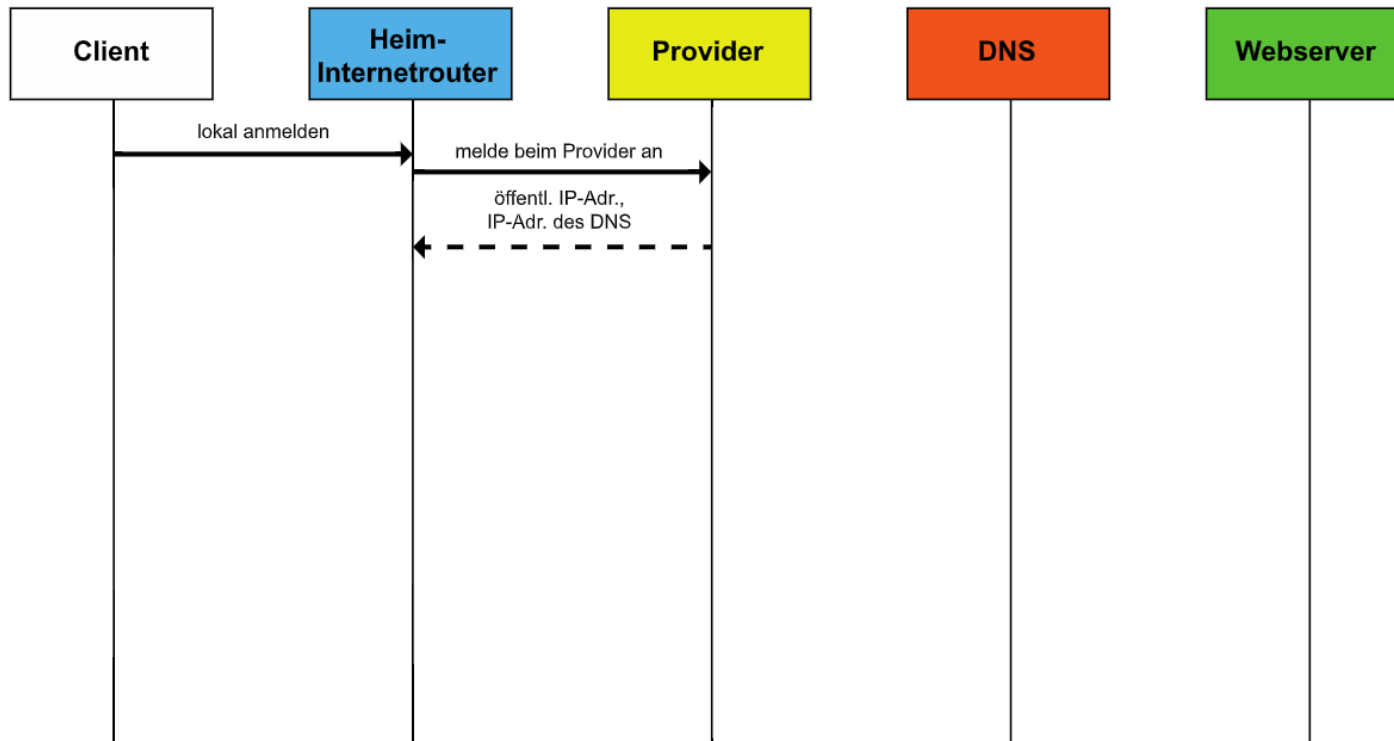 Client
Heim-
Internetrouter
Provider
DNS
Webserver
lokal anmelden
melde beim Provider an
öffentl. IP-Adr.,
IP-Adr. des DNS